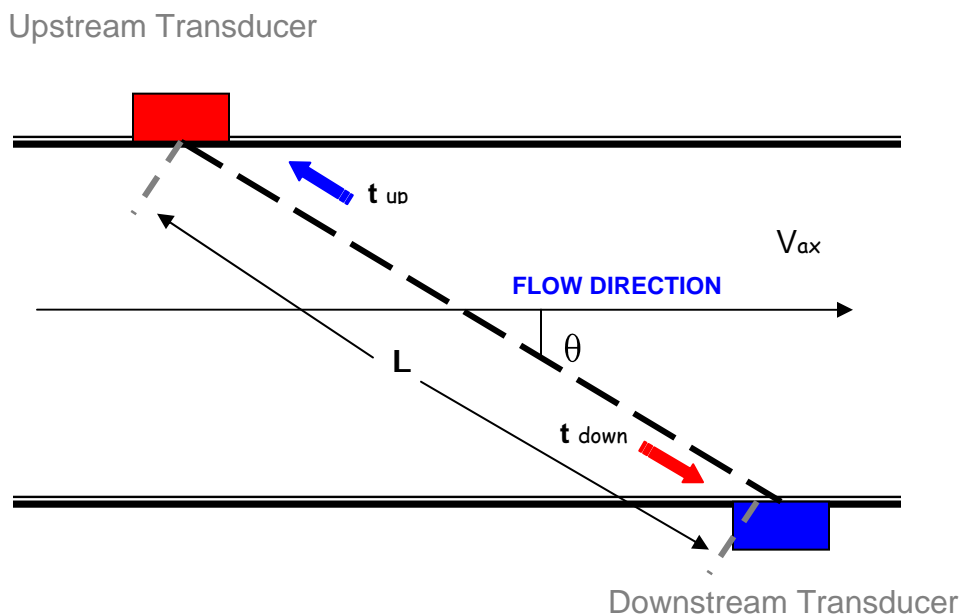 Upstream Transducer
t up
Vax
FLOW DIRECTION
θ
L
t down
Downstream Transducer